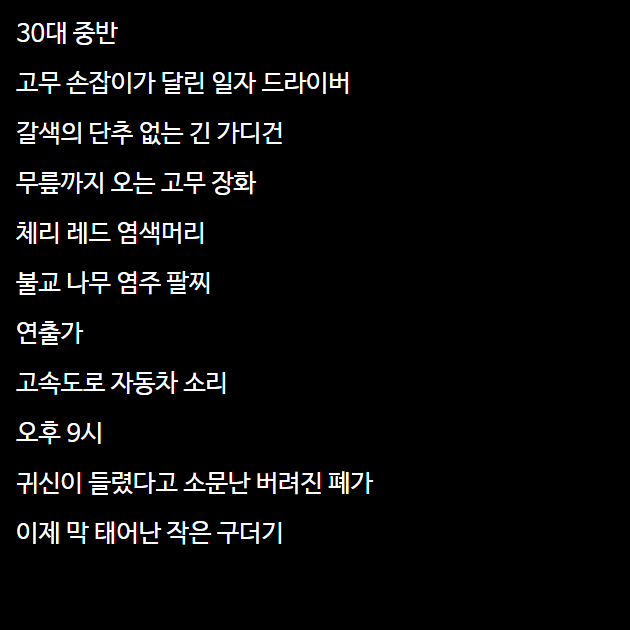 30대 중반
고무 손잡이가 달린 일자 드라이버
갈색의 단추 없는 긴 가디건
무릎까지 오는 고무 장화
체리 레드 염색머리
불교 나무 염주 팔찌
연출가
고속도로 자동차 소리
오후 9시
귀신이 들렸다고 소문난 버려진 폐가
이제 막 태어난 작은 구더기